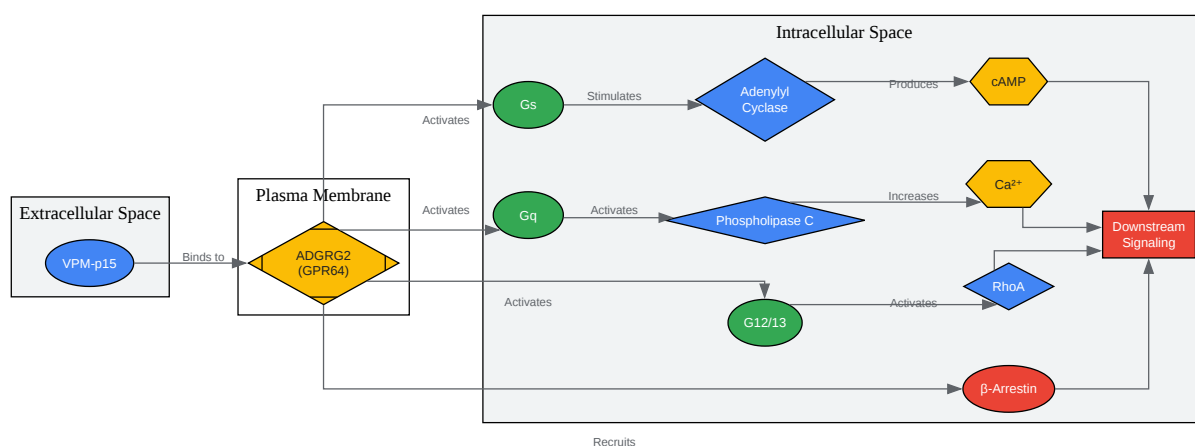 Intracellular Space
Adenylyl
Cyclase
cAMP
Produces
Stimulates
Gs
Activates
Plasma Membrane
Extracellular Space
VPM-p15
Binds to
ADGRG2
(GPR64)
Activates
Gq
Activates
Phospholipase C
Increases
Ca²⁺
Downstream
Signaling
RhoA
Activates
Activates
G12/13
β-Arrestin
Recruits